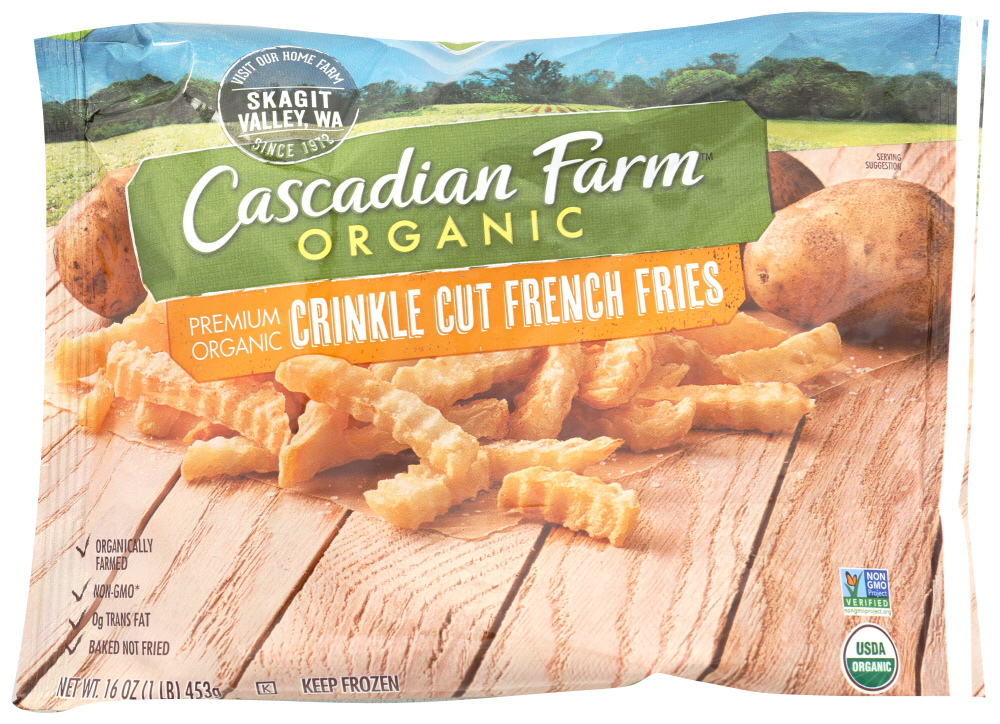 VISIT OUR HOME FARM
SKAGIT
VALLEY, WA
SINCE 1972
Cascadian Farm™
ORGANIC
SERVING
SUGGESTION
PREMIUM
ORGANIC
CRINKLE CUT FRENCH FRIES
ORGANICALLY
FARMED
NON-GMO*
0g TRANS FAT
BAKED NOT FRIED
NON
GMO
Project
VERIFIED
nongmoproject.org
USDA
ORGANIC
NET WT. 16 OZ (1 LB) 453g
K
KEEP FROZEN